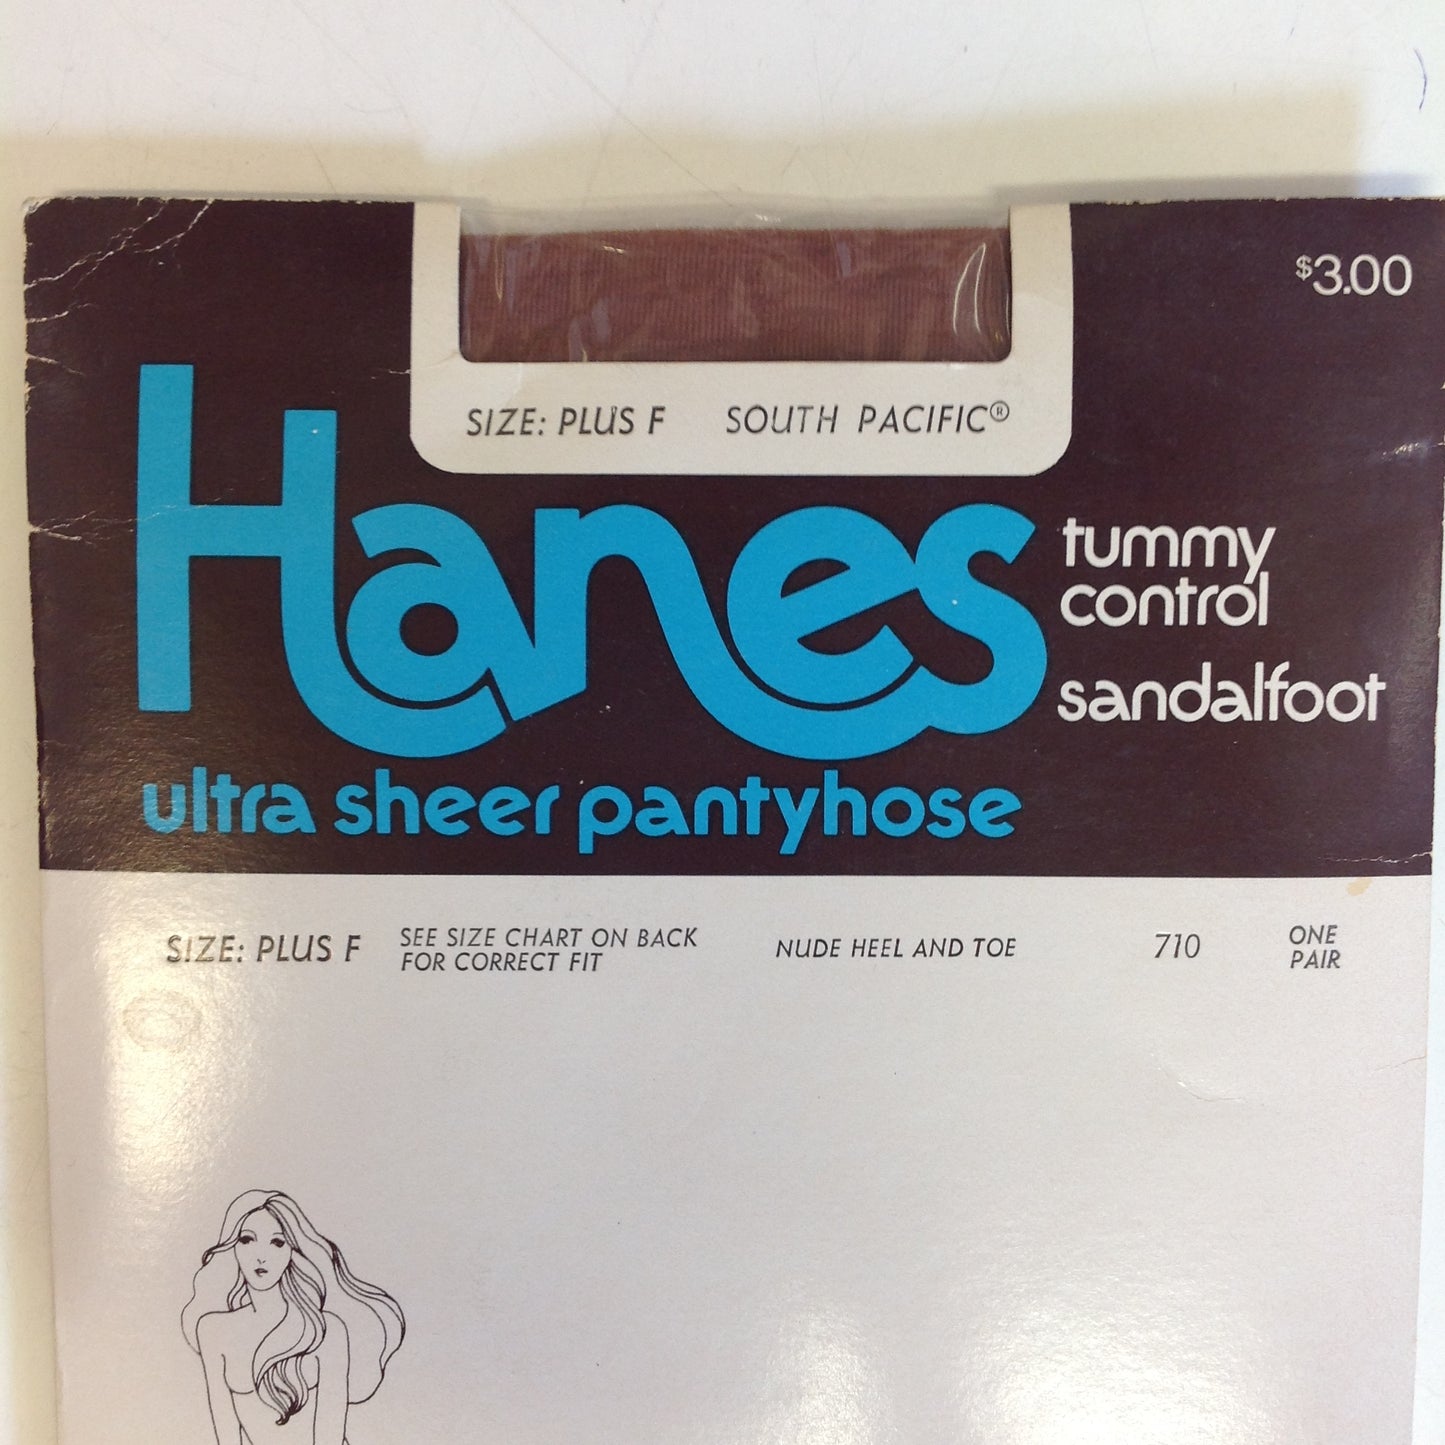 $3.00
SIZE: PLUS F SOUTH PACIFIC®
Hanes
tummy
control
sandalfoot
ultra sheer pantyhose
SIZE: PLUS F
SEE SIZE CHART ON BACK
FOR CORRECT FIT
NUDE HEEL AND TOE
710
ONE
PAIR